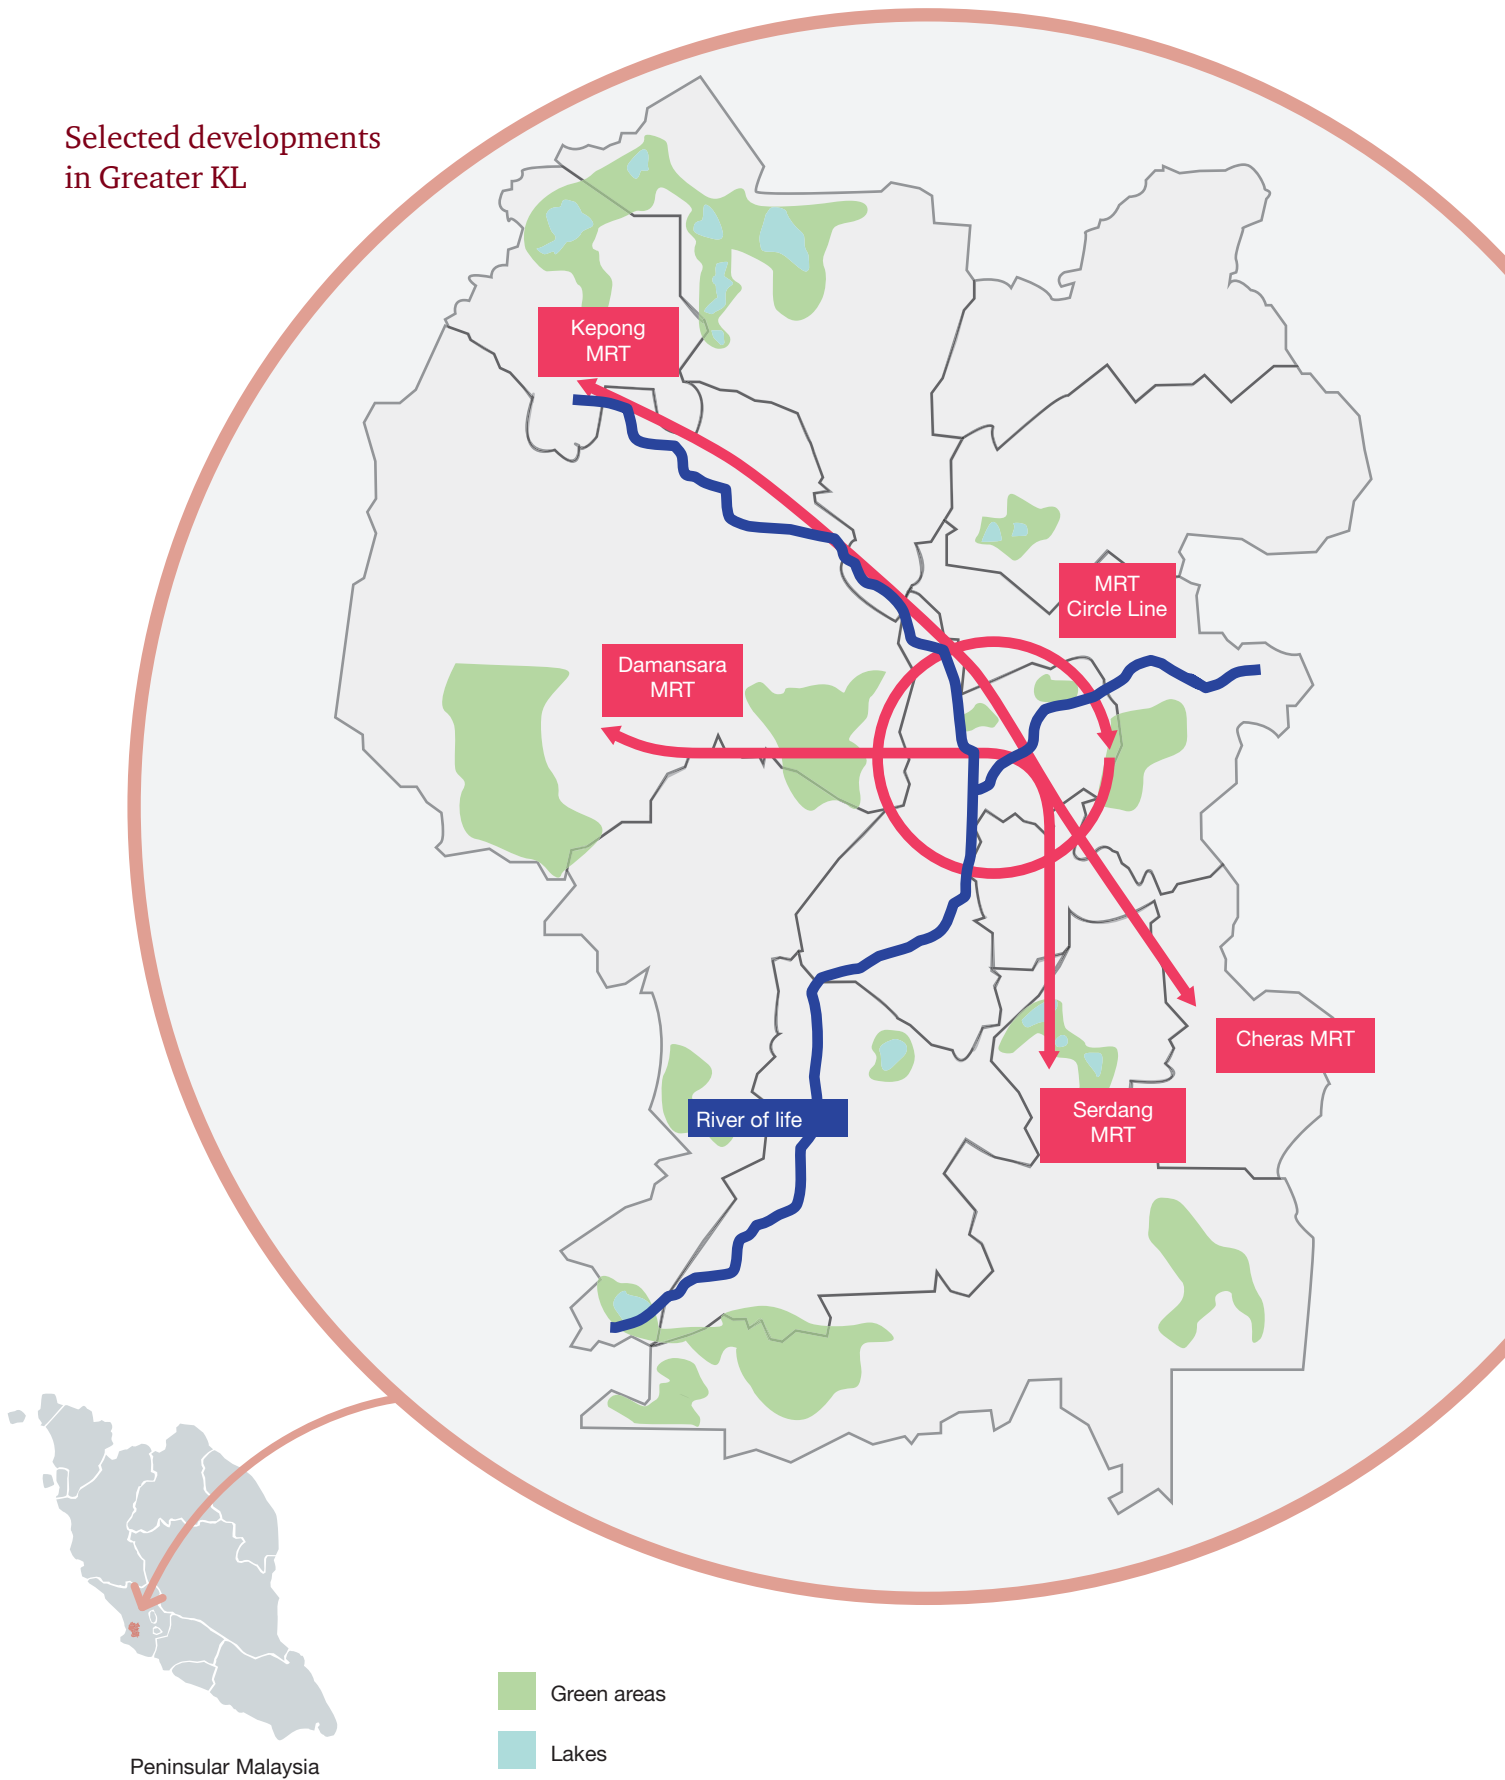 Selected developments
in Greater KL
Kepong
MRT
MRT
Circle Line
Damansara
MRT
Cheras MRT
Serdang
MRT
River of life
Green areas
Lakes
Peninsular Malaysia